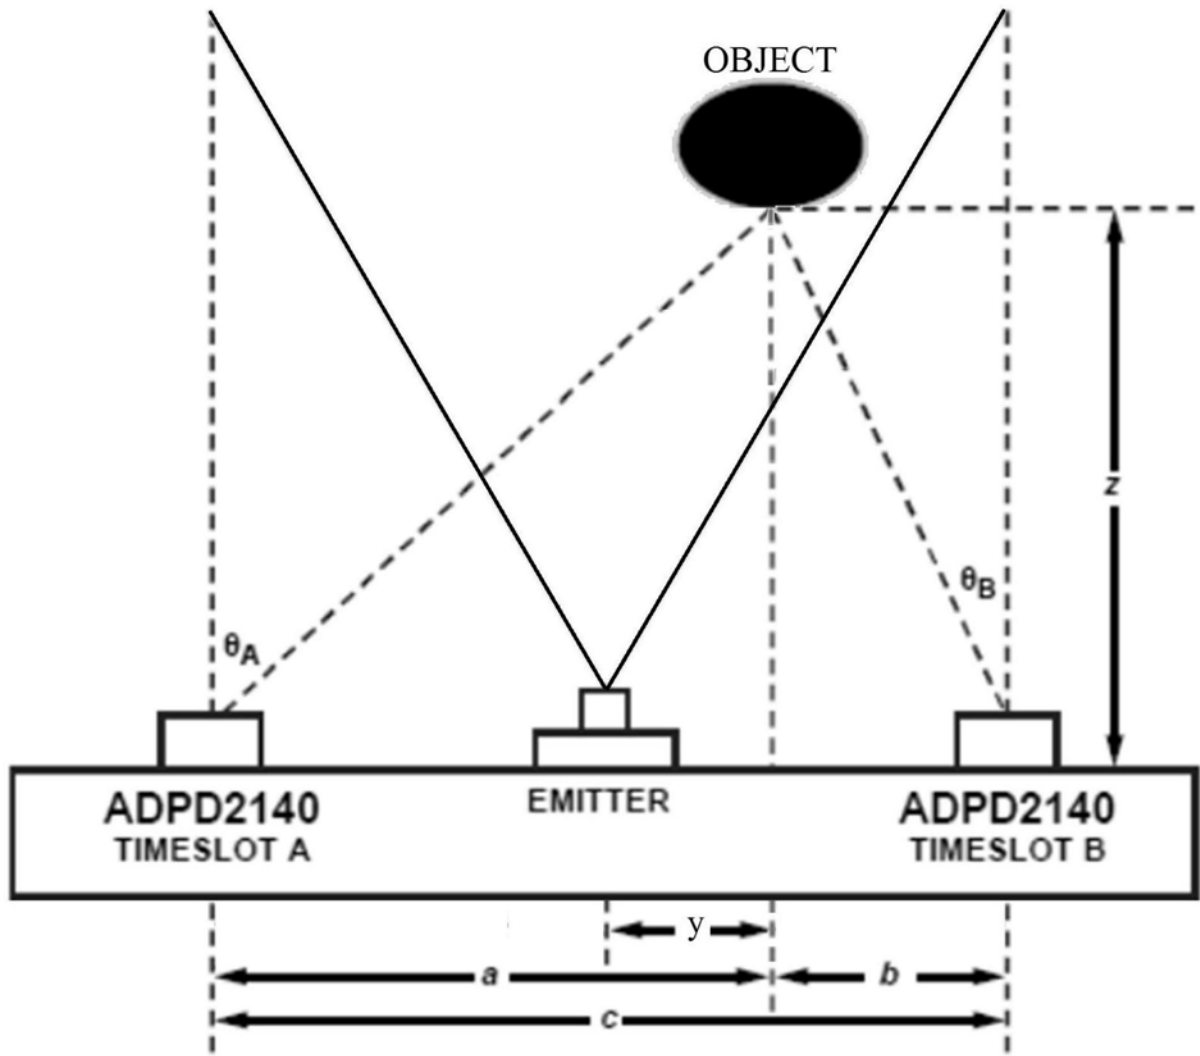 OBJECT
z
θB
θA
ADPD2140
TIMESLOT A
EMITTER
ADPD2140
TIMESLOT B
y
a
b
c